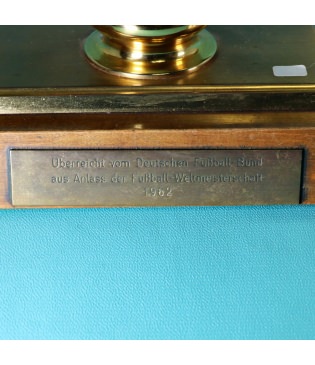 Überreicht vom Deutschen Fußball-Bund
aus Anlass der Fußball-Weltmeisterschaft
1962